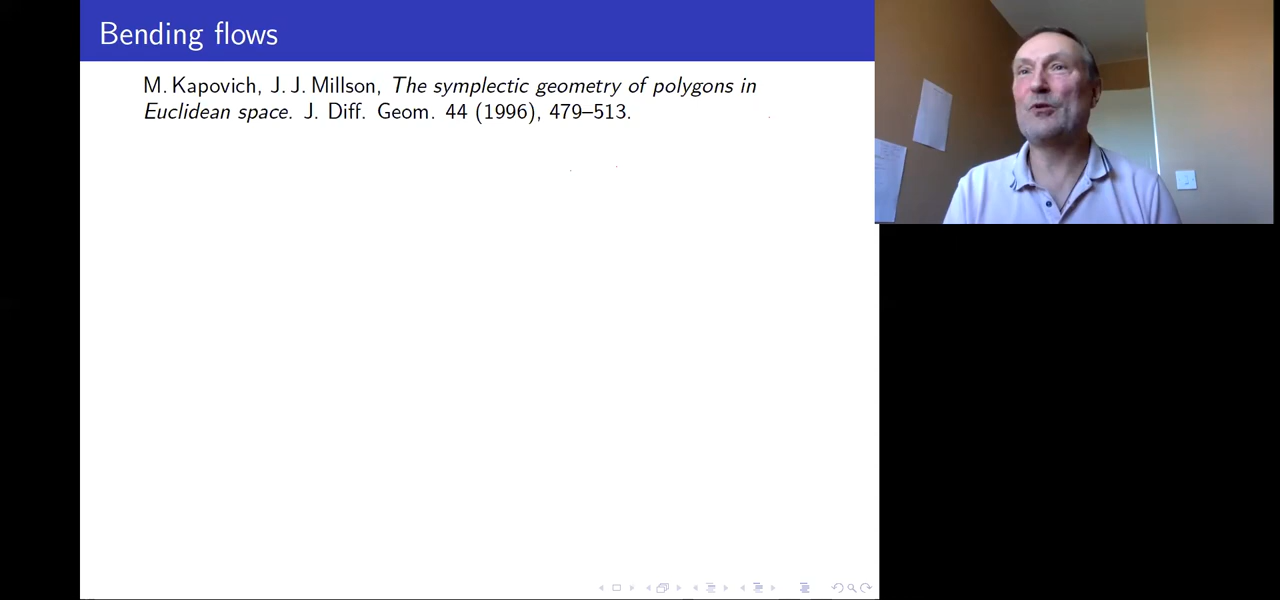 Bending flows
M. Kapovich, J. J. Millson, The symplectic geometry of polygons in
Euclidean space. J. Diff. Geom. 44 (1996), 479–513.